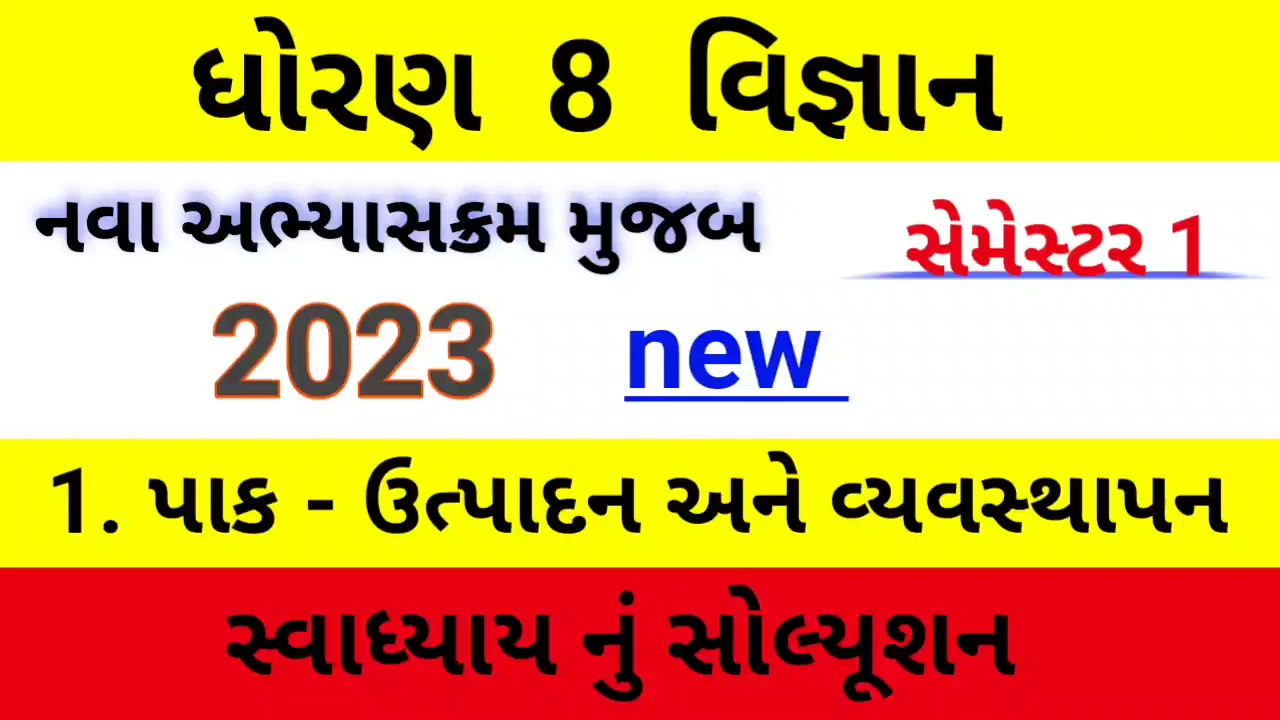 ધોરણ 8 વિજ્ઞાન
નવા અભ્યાસક્રમ મુજબ
સેમેસ્ટર 1
2023 new
1. પાક - ઉત્પાદન અને વ્યવસ્થાપન
સ્વાધ્યાય નું સોલ્યૂશન